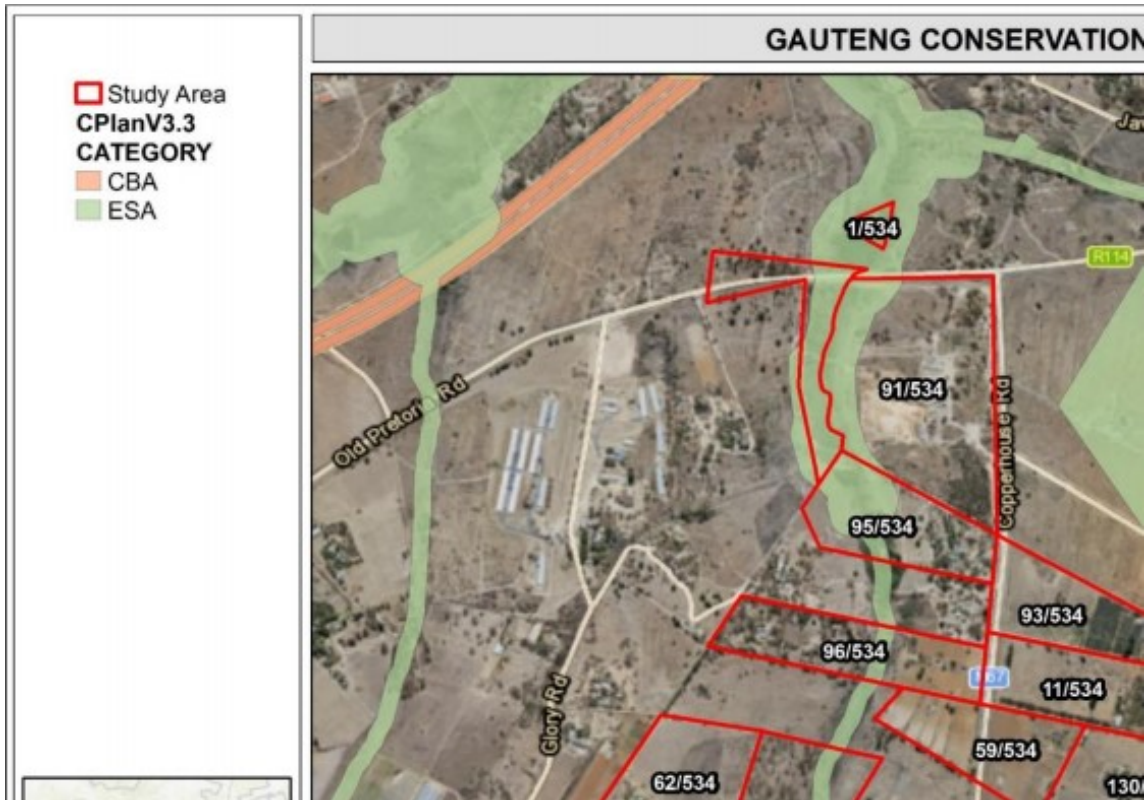 GAUTENG CONSERVATION
Study Area
CPlanV3.3
CATEGORY
CBA
ESA
1/534
R114
91/534
Old Pretoria Rd
Copperhouse Rd
95/534
93/534
96/534
11/534
Glory Rd
59/534
62/534
130/